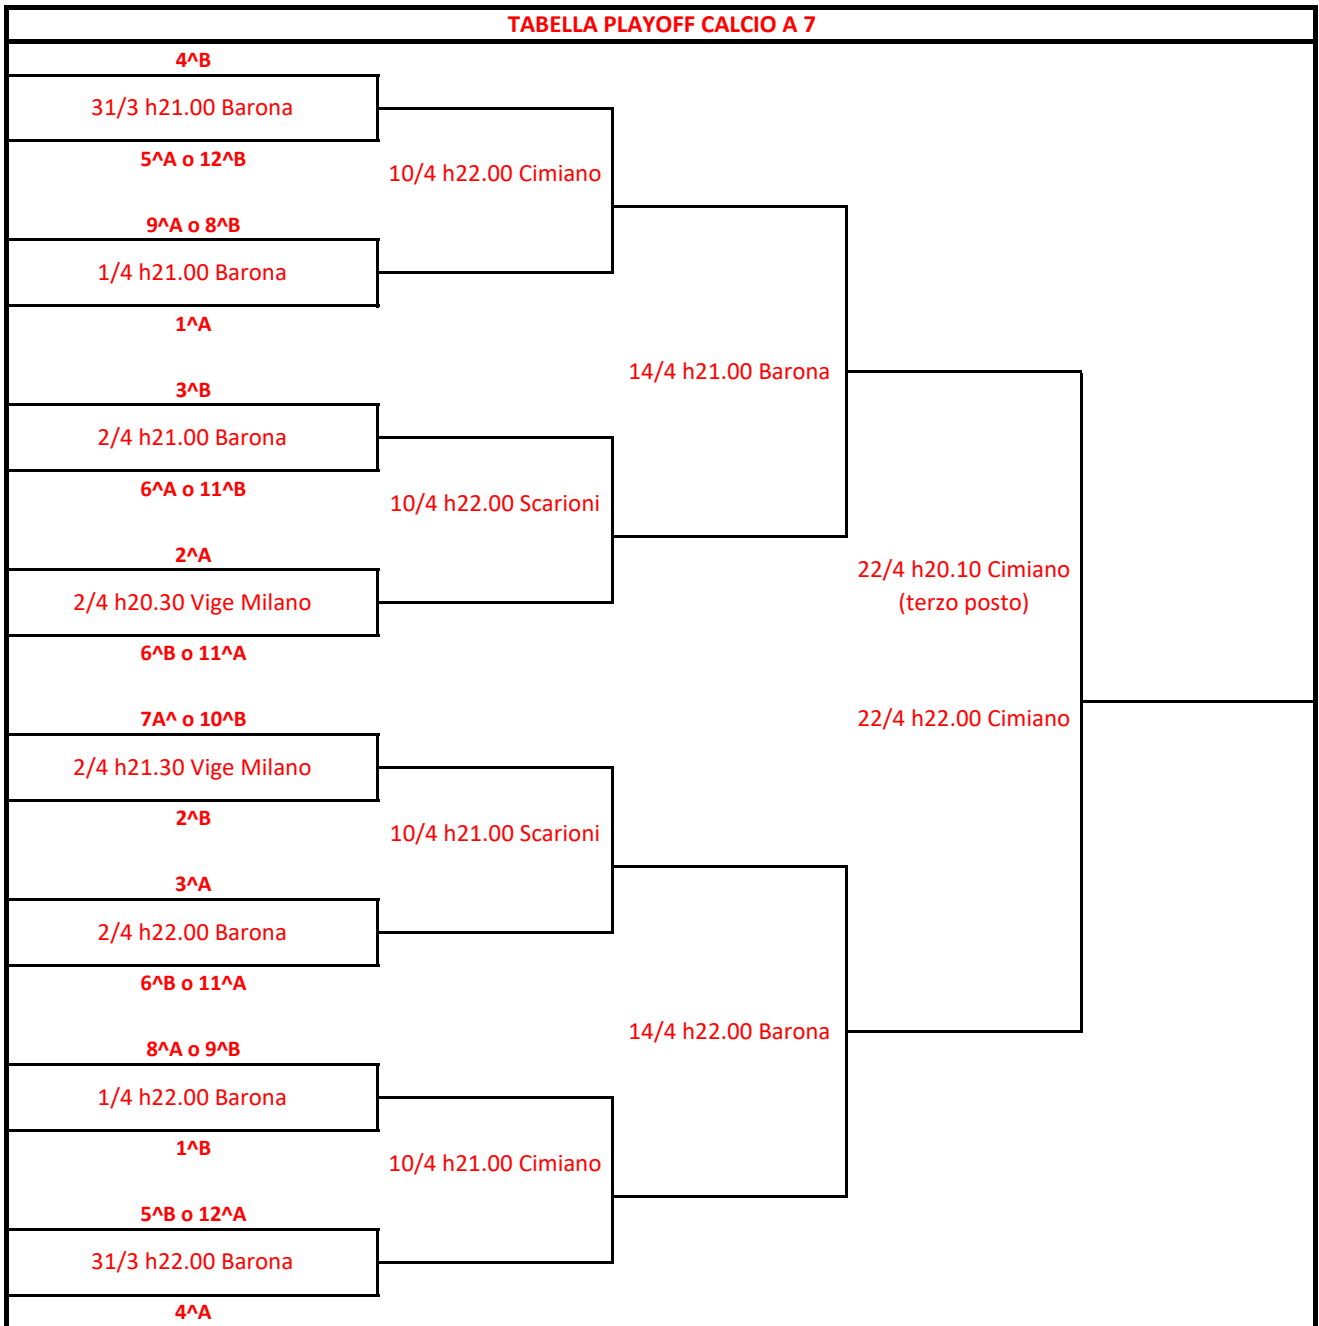 TABELLA PLAYOFF CALCIO A 7
4^B
31/3 h21.00 Barona
5^A o 12^B
10/4 h22.00 Cimiano
9^A o 8^B
1/4 h21.00 Barona
1^A
14/4 h21.00 Barona
3^B
2/4 h21.00 Barona
6^A o 11^B
10/4 h22.00 Scarioni
2^A
2/4 h20.30 Vige Milano
6^B o 11^A
22/4 h20.10 Cimiano
(terzo posto)
22/4 h22.00 Cimiano
7A^ o 10^B
2/4 h21.30 Vige Milano
2^B
10/4 h21.00 Scarioni
3^A
2/4 h22.00 Barona
6^B o 11^A
14/4 h22.00 Barona
8^A o 9^B
1/4 h22.00 Barona
1^B
10/4 h21.00 Cimiano
5^B o 12^A
31/3 h22.00 Barona
4^A